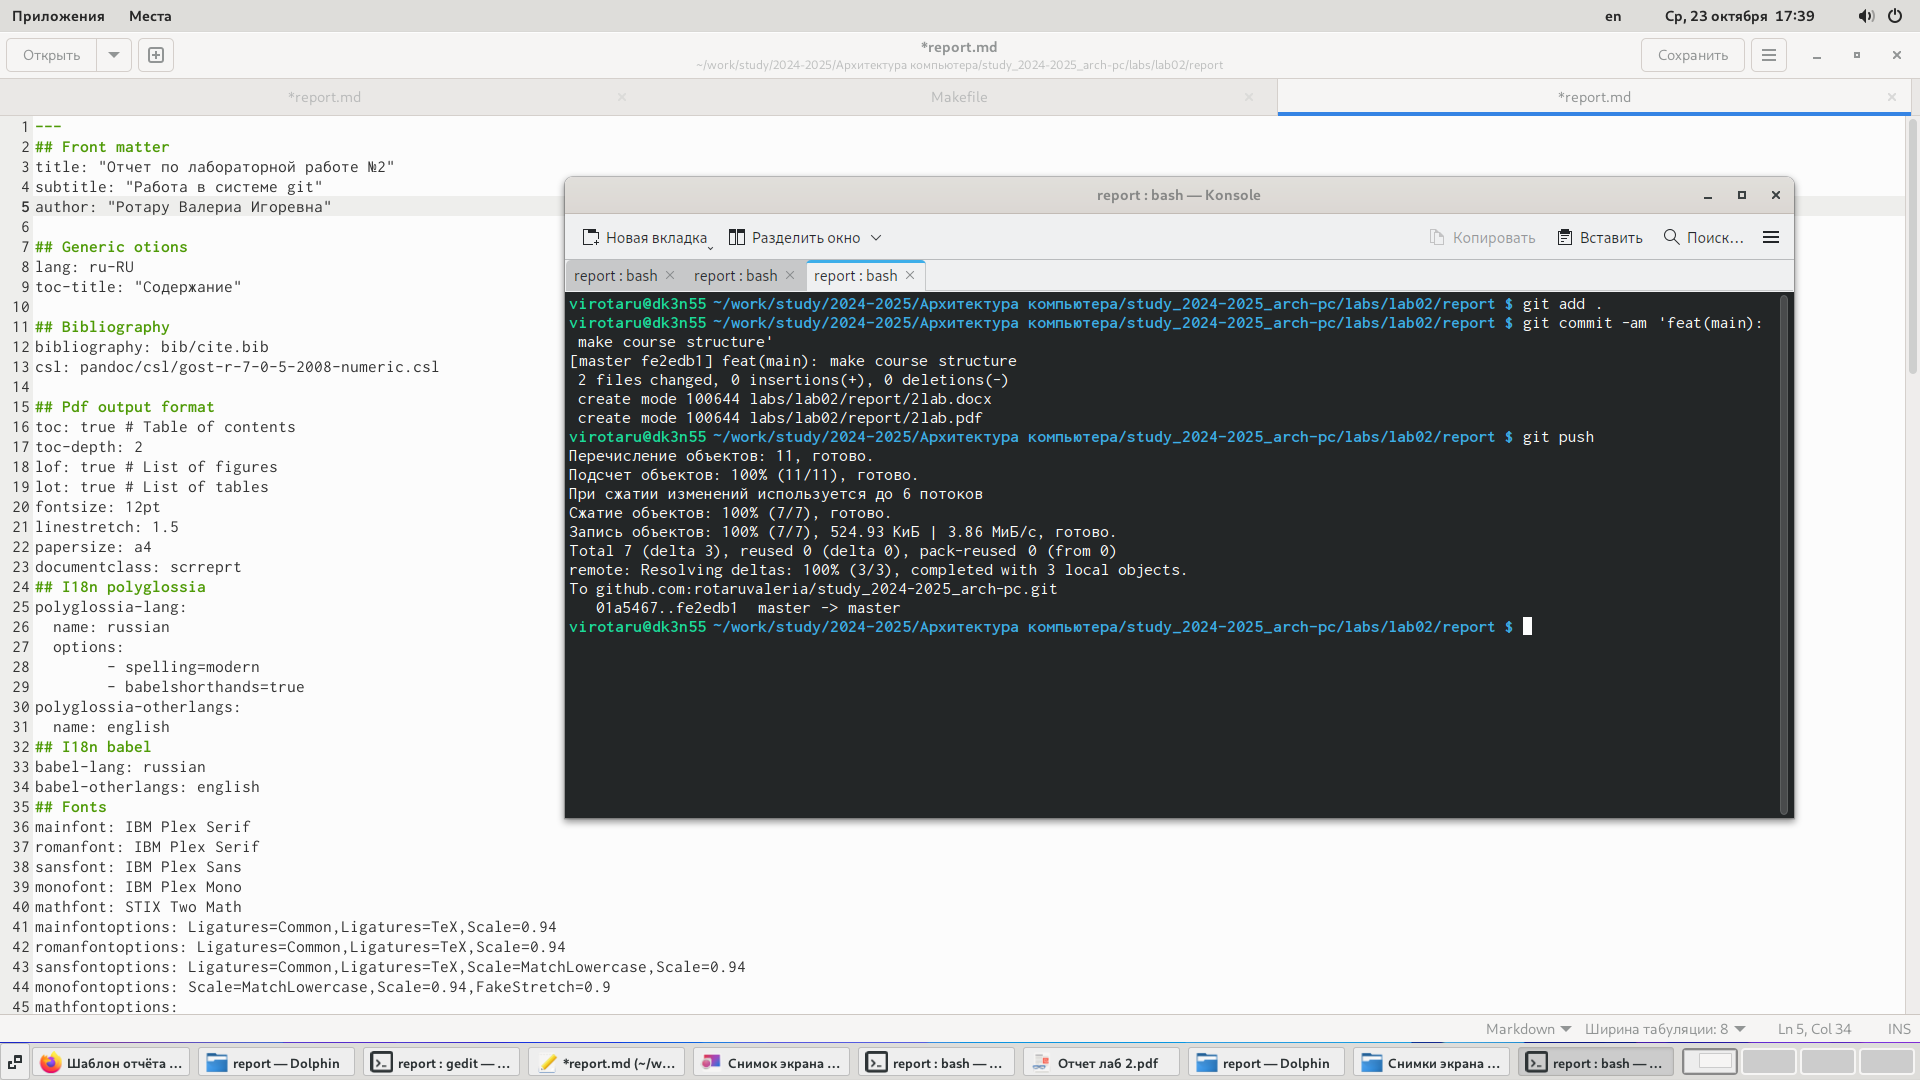 Приложения Места
en Ср, 23 октября 17:39
Открыть
*report.md
~/work/study/2024-2025/Архитектура компьютера/study_2024-2025_arch-pc/labs/lab02/report
Сохранить
*report.md
Makefile
*report.md
1 ---
2 ## Front matter
3 title: "Отчет по лабораторной работе №2"
4 subtitle: "Работа в системе git"
5 author: "Ротару Валериа Игоревна"
6
7 ## Generic otions
8 lang: ru-RU
9 toc-title: "Содержание"
10
11 ## Bibliography
12 bibliography: bib/cite.bib
13 csl: pandoc/csl/gost-r-7-0-5-2008-numeric.csl
14
15 ## Pdf output format
16 toc: true # Table of contents
17 toc-depth: 2
18 lof: true # List of figures
19 lot: true # List of tables
20 fontsize: 12pt
21 linestretch: 1.5
22 papersize: a4
23 documentclass: scrreprt
24 ## I18n polyglossia
25 polyglossia-lang:
26 name: russian
27 options:
28 - spelling=modern
29 - babelshorthands=true
30 polyglossia-otherlangs:
31 name: english
32 ## I18n babel
33 babel-lang: russian
34 babel-otherlangs: english
35 ## Fonts
36 mainfont: IBM Plex Serif
37 romanfont: IBM Plex Serif
38 sansfont: IBM Plex Sans
39 monofont: IBM Plex Mono
40 mathfont: STIX Two Math
41 mainfontoptions: Ligatures=Common,Ligatures=TeX,Scale=0.94
42 romanfontoptions: Ligatures=Common,Ligatures=TeX,Scale=0.94
43 sansfontoptions: Ligatures=Common,Ligatures=TeX,Scale=MatchLowercase,Scale=0.94
44 monofontoptions: Scale=MatchLowercase,Scale=0.94,FakeStretch=0.9
45 mathfontoptions:
report : bash — Konsole
Новая вкладка Разделить окно Копировать Вставить Поиск...
report : bash report : bash report : bash
virotaru@dk3n55 ~/work/study/2024-2025/Архитектура компьютера/study_2024-2025_arch-pc/labs/lab02/report $ git add .
virotaru@dk3n55 ~/work/study/2024-2025/Архитектура компьютера/study_2024-2025_arch-pc/labs/lab02/report $ git commit -am 'feat(main):
make course structure'
[master fe2edb1] feat(main): make course structure
2 files changed, 0 insertions(+), 0 deletions(-)
create mode 100644 labs/lab02/report/2lab.docx
create mode 100644 labs/lab02/report/2lab.pdf
virotaru@dk3n55 ~/work/study/2024-2025/Архитектура компьютера/study_2024-2025_arch-pc/labs/lab02/report $ git push
Перечисление объектов: 11, готово.
Подсчет объектов: 100% (11/11), готово.
При сжатии изменений используется до 6 потоков
Сжатие объектов: 100% (7/7), готово.
Запись объектов: 100% (7/7), 524.93 КиБ | 3.86 МиБ/с, готово.
Total 7 (delta 3), reused 0 (delta 0), pack-reused 0 (from 0)
remote: Resolving deltas: 100% (3/3), completed with 3 local objects.
To github.com:rotaruvaleria/study_2024-2025_arch-pc.git
01a5467..fe2edb1 master -> master
virotaru@dk3n55 ~/work/study/2024-2025/Архитектура компьютера/study_2024-2025_arch-pc/labs/lab02/report $
Markdown Ширина табуляции: 8 Ln 5, Col 34 INS
Шаблон отчёта ... report — Dolphin report : gedit — ... *report.md (~/w... Снимок экрана ... report : bash — ... Отчет лаб 2.pdf report — Dolphin Снимки экрана ... report : bash — ...